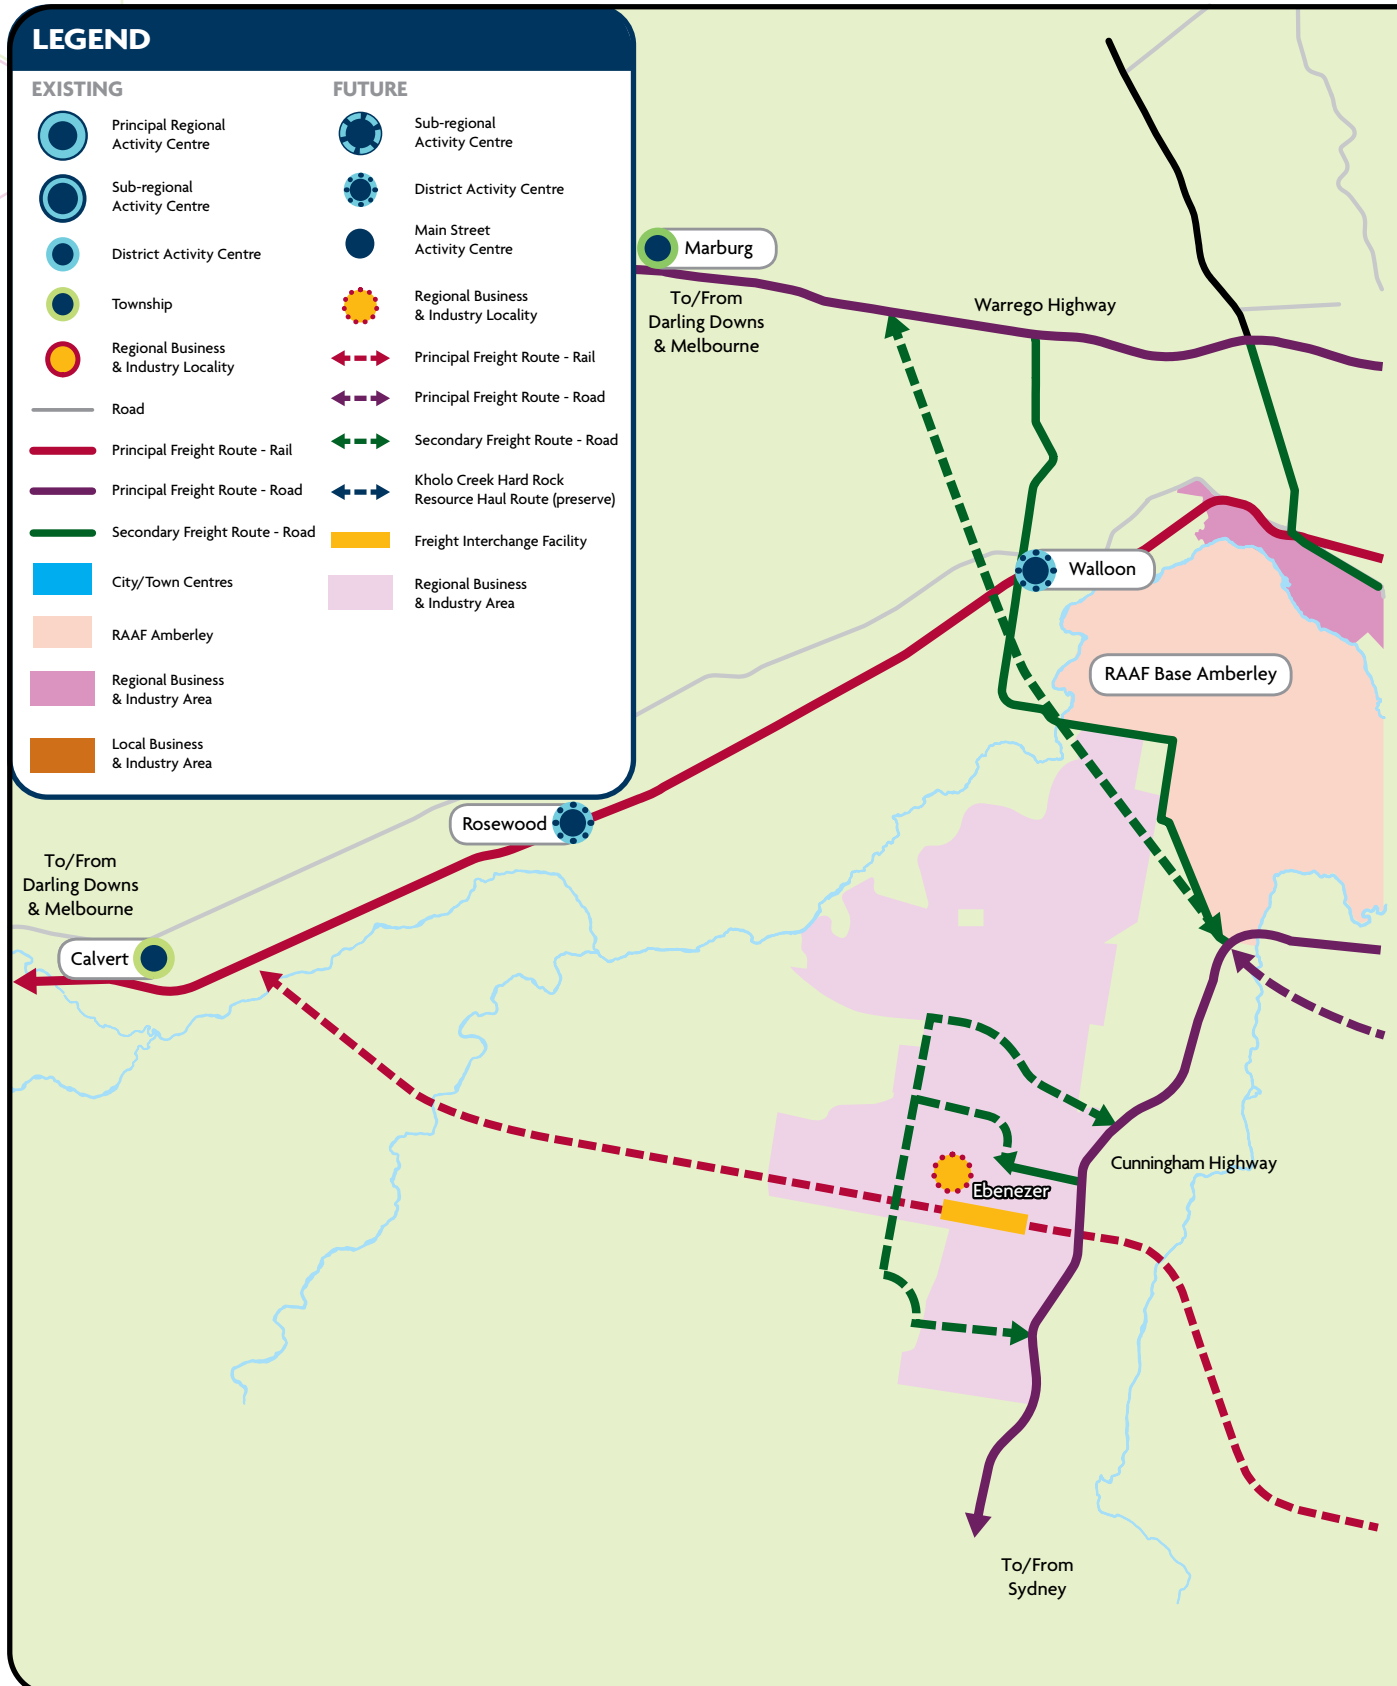 LEGEND
EXISTING
Principal Regional
Activity Centre
Sub-regional
Activity Centre
District Activity Centre
Township
Regional Business
& Industry Locality
Road
Principal Freight Route - Rail
Principal Freight Route - Road
Secondary Freight Route - Road
City/Town Centres
RAAF Amberley
Regional Business
& Industry Area
Local Business
& Industry Area
FUTURE
Sub-regional
Activity Centre
District Activity Centre
Main Street
Activity Centre
Regional Business
& Industry Locality
Principal Freight Route - Rail
Principal Freight Route - Road
Secondary Freight Route - Road
Kholo Creek Hard Rock
Resource Haul Route (preserve)
Freight Interchange Facility
Regional Business
& Industry Area
Marburg
To/From
Darling Downs
& Melbourne
Warrego Highway
Walloon
RAAF Base Amberley
Rosewood
To/From
Darling Downs
& Melbourne
Calvert
Cunningham Highway
Ebenezer
To/From
Sydney